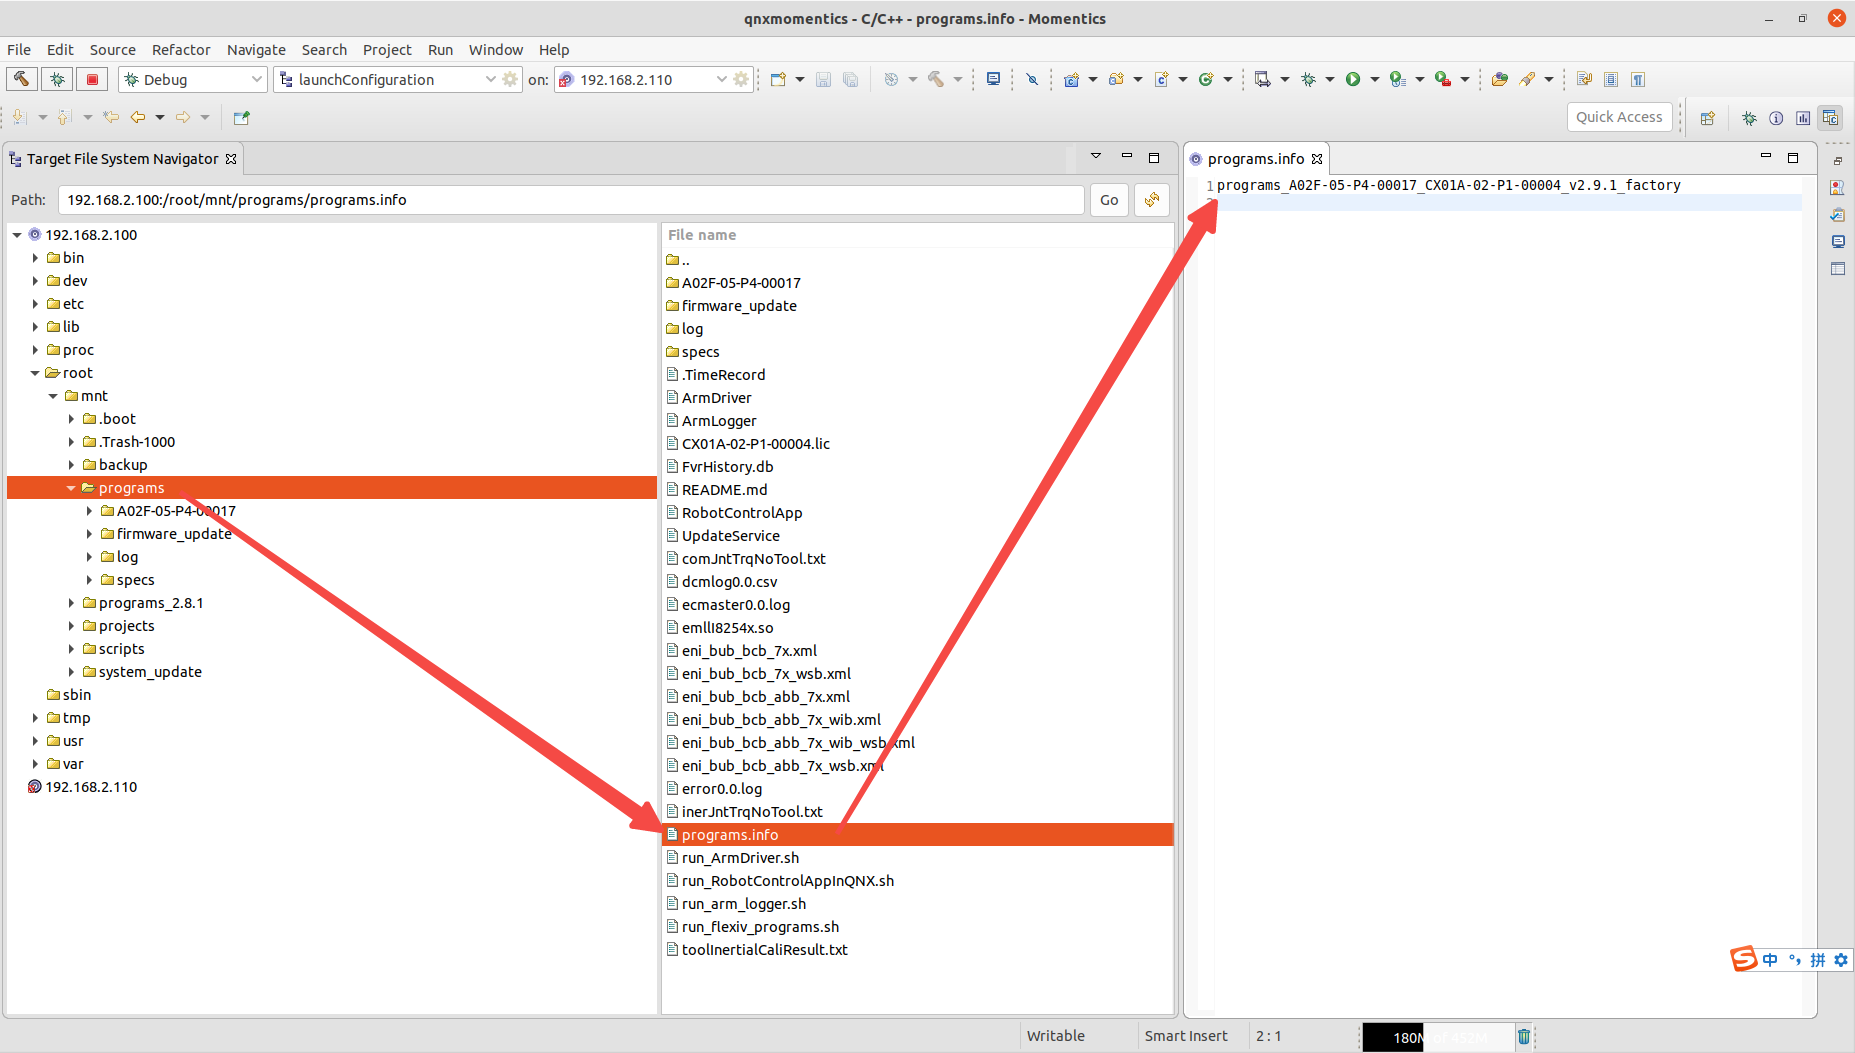 qnxmomentics - C/C++ - programs.info - Momentics
File Edit Source Refactor Navigate Search Project Run Window Help
Debug launchConfiguration on: 192.168.2.110
Quick Access
Target File System Navigator
Path: 192.168.2.100:/root/mnt/programs/programs.info Go
192.168.2.100
bin
dev
etc
lib
proc
root
mnt
.boot
.Trash-1000
backup
programs
A02F-05-P4-00017
firmware_update
log
specs
programs_2.8.1
projects
scripts
system_update
sbin
tmp
usr
var
192.168.2.110
File name
..
A02F-05-P4-00017
firmware_update
log
specs
.TimeRecord
ArmDriver
ArmLogger
CX01A-02-P1-00004.lic
FvrHistory.db
README.md
RobotControlApp
UpdateService
comJntTrqNoTool.txt
dcmlog0.0.csv
ecmaster0.0.log
emllI8254x.so
eni_bub_bcb_7x.xml
eni_bub_bcb_7x_wsb.xml
eni_bub_bcb_abb_7x.xml
eni_bub_bcb_abb_7x_wib.xml
eni_bub_bcb_abb_7x_wib_wsb.xml
eni_bub_bcb_abb_7x_wsb.xml
error0.0.log
inerJntTrqNoTool.txt
programs.info
run_ArmDriver.sh
run_RobotControlAppInQNX.sh
run_arm_logger.sh
run_flexiv_programs.sh
toolInertialCaliResult.txt
programs.info
1 programs_A02F-05-P4-00017_CX01A-02-P1-00004_v2.9.1_factory
2
中 °, 拼
Writable Smart Insert 2 : 1 180M of 452M